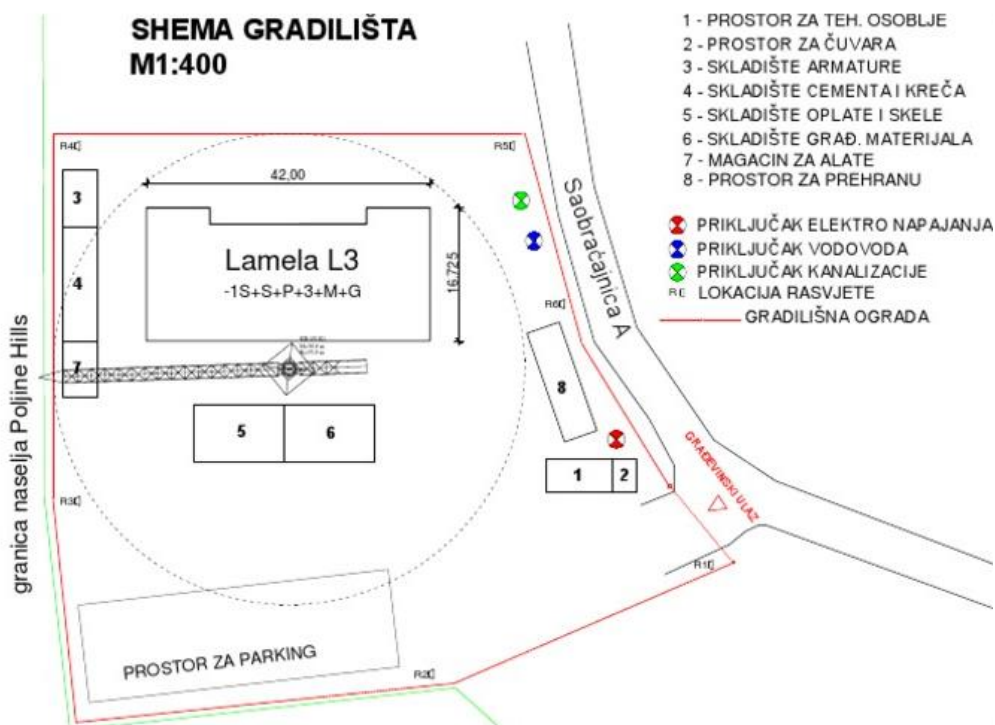 SHEMA GRADILIŠTA
M1:400
1 - PROSTOR ZA TEH. OSOBLJE
2 - PROSTOR ZA ČUVARA
3 - SKLADIŠTE ARMATURE
4 - SKLADIŠTE CEMENTA I KREČA
5 - SKLADIŠTE OPLATE I SKELE
6 - SKLADIŠTE GRAĐ. MATERIJALA
7 - MAGACIN ZA ALATE
8 - PROSTOR ZA PREHRANU
PRIKLJUČAK ELEKTRO NAPAJANJA
PRIKLJUČAK VODOVODA
PRIKLJUČAK KANALIZACIJE
LOKACIJA RASVJETE
GRADILIŠNA OGRADA
R4
R5
42,00
3
Saobraćajnica A
Lamela L3
16.725
4
-1S+S+P+3+M+G
R6
granica naselja Poljine Hills
7
8
5
6
GRAĐEVINSKI ULAZ
1
2
R3
R1
PROSTOR ZA PARKING
R2